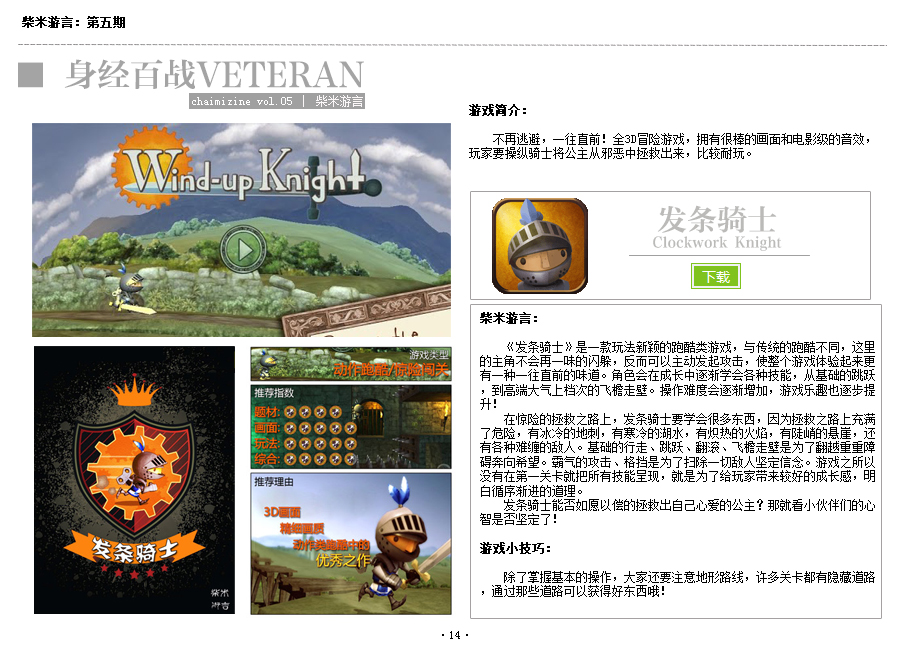 柴米游言：第五期
身经百战VETERAN
chaimizine vol.05 | 柴米游言
Wind-up Knight
游戏类型
动作跑酷/惊险闯关
推荐指数
题材:
画面:
玩法:
综合:
推荐理由
3D画面
精细画质
动作类跑酷中的
优秀之作
发条骑士
柴米
游言
游戏简介：
不再逃避，一往直前！全3D冒险游戏，拥有很棒的画面和电影级的音效，
玩家要操纵骑士将公主从邪恶中拯救出来，比较耐玩。
发条骑士
Clockwork Knight
下载
柴米游言：
《发条骑士》是一款玩法新颖的跑酷类游戏，与传统的跑酷不同，这里
的主角不会再一味的闪躲，反而可以主动发起攻击，使整个游戏体验起来更
有一种一往直前的味道。角色会在成长中逐渐学会各种技能，从基础的跳跃
，到高端大气上档次的飞檐走壁。操作难度会逐渐增加，游戏乐趣也逐步提
升！
在惊险的拯救之路上，发条骑士要学会很多东西，因为拯救之路上充满
了危险，有冰冷的地刺，有寒冷的湖水，有炽热的火焰，有陡峭的悬崖，还
有各种难缠的敌人。基础的行走、跳跃、翻滚、飞檐走壁是为了翻越重重障
碍奔向希望。霸气的攻击、格挡是为了扫除一切敌人坚定信念。游戏之所以
没有在第一关卡就把所有技能呈现，就是为了给玩家带来较好的成长感，明
白循序渐进的道理。
发条骑士能否如愿以偿的拯救出自己心爱的公主？那就看小伙伴们的心
智是否坚定了！
游戏小技巧：
除了掌握基本的操作，大家还要注意地形路线，许多关卡都有隐藏道路
，通过那些道路可以获得好东西哦！
· 14 ·